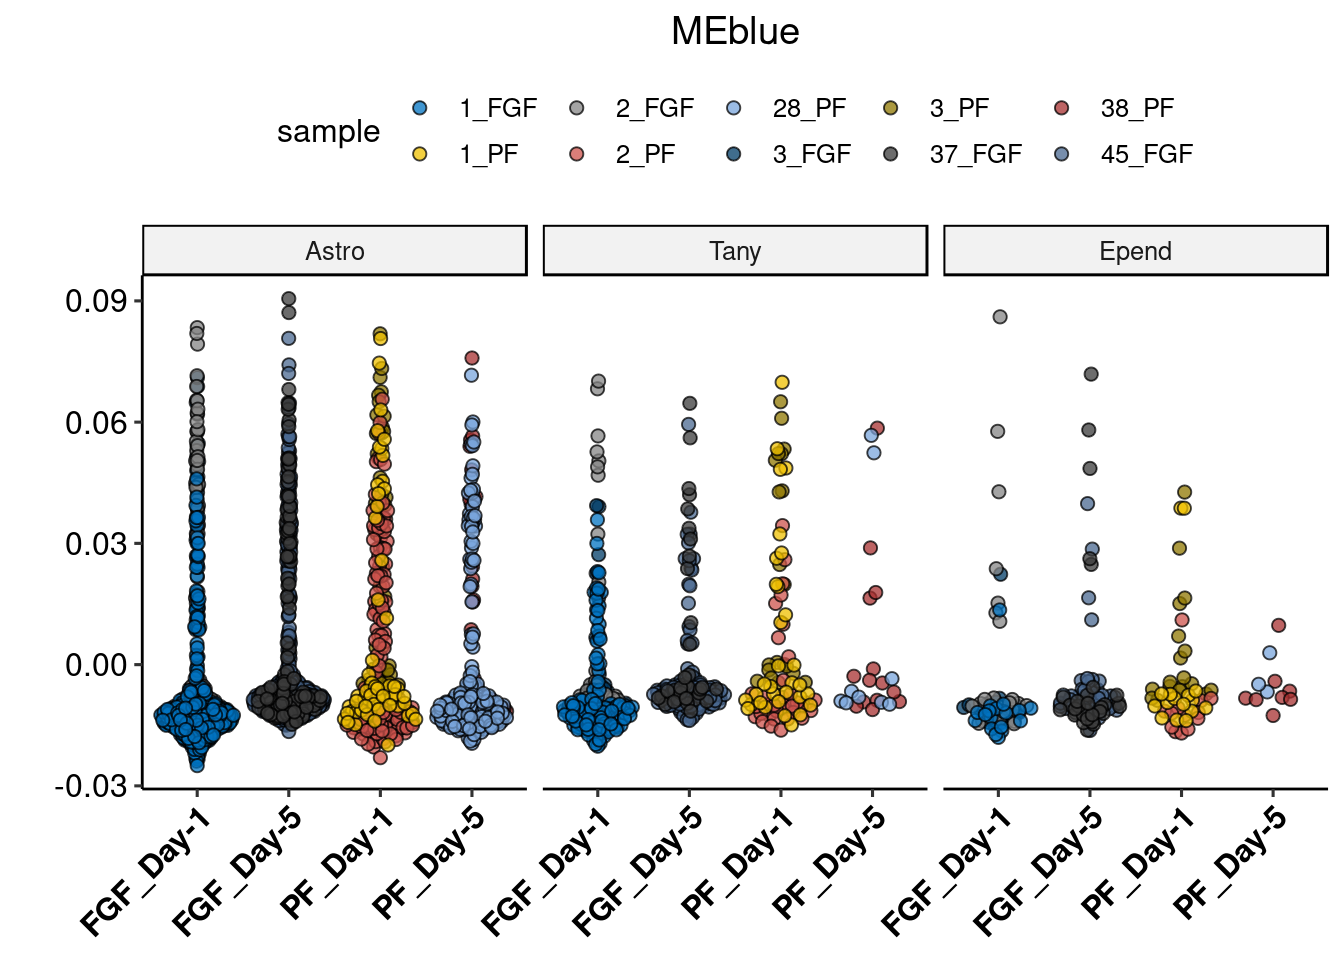 MEblue
sample
1_FGF 2_FGF 28_PF 3_PF 38_PF
1_PF 2_PF 3_FGF 37_FGF 45_FGF
Astro Tany Epend
0.09
0.06
0.03
0.00
-0.03
FGF_Day-1 FGF_Day-5 PF_Day-1 PF_Day-5 FGF_Day-1 FGF_Day-5 PF_Day-1 PF_Day-5 FGF_Day-1 FGF_Day-5 PF_Day-1 PF_Day-5